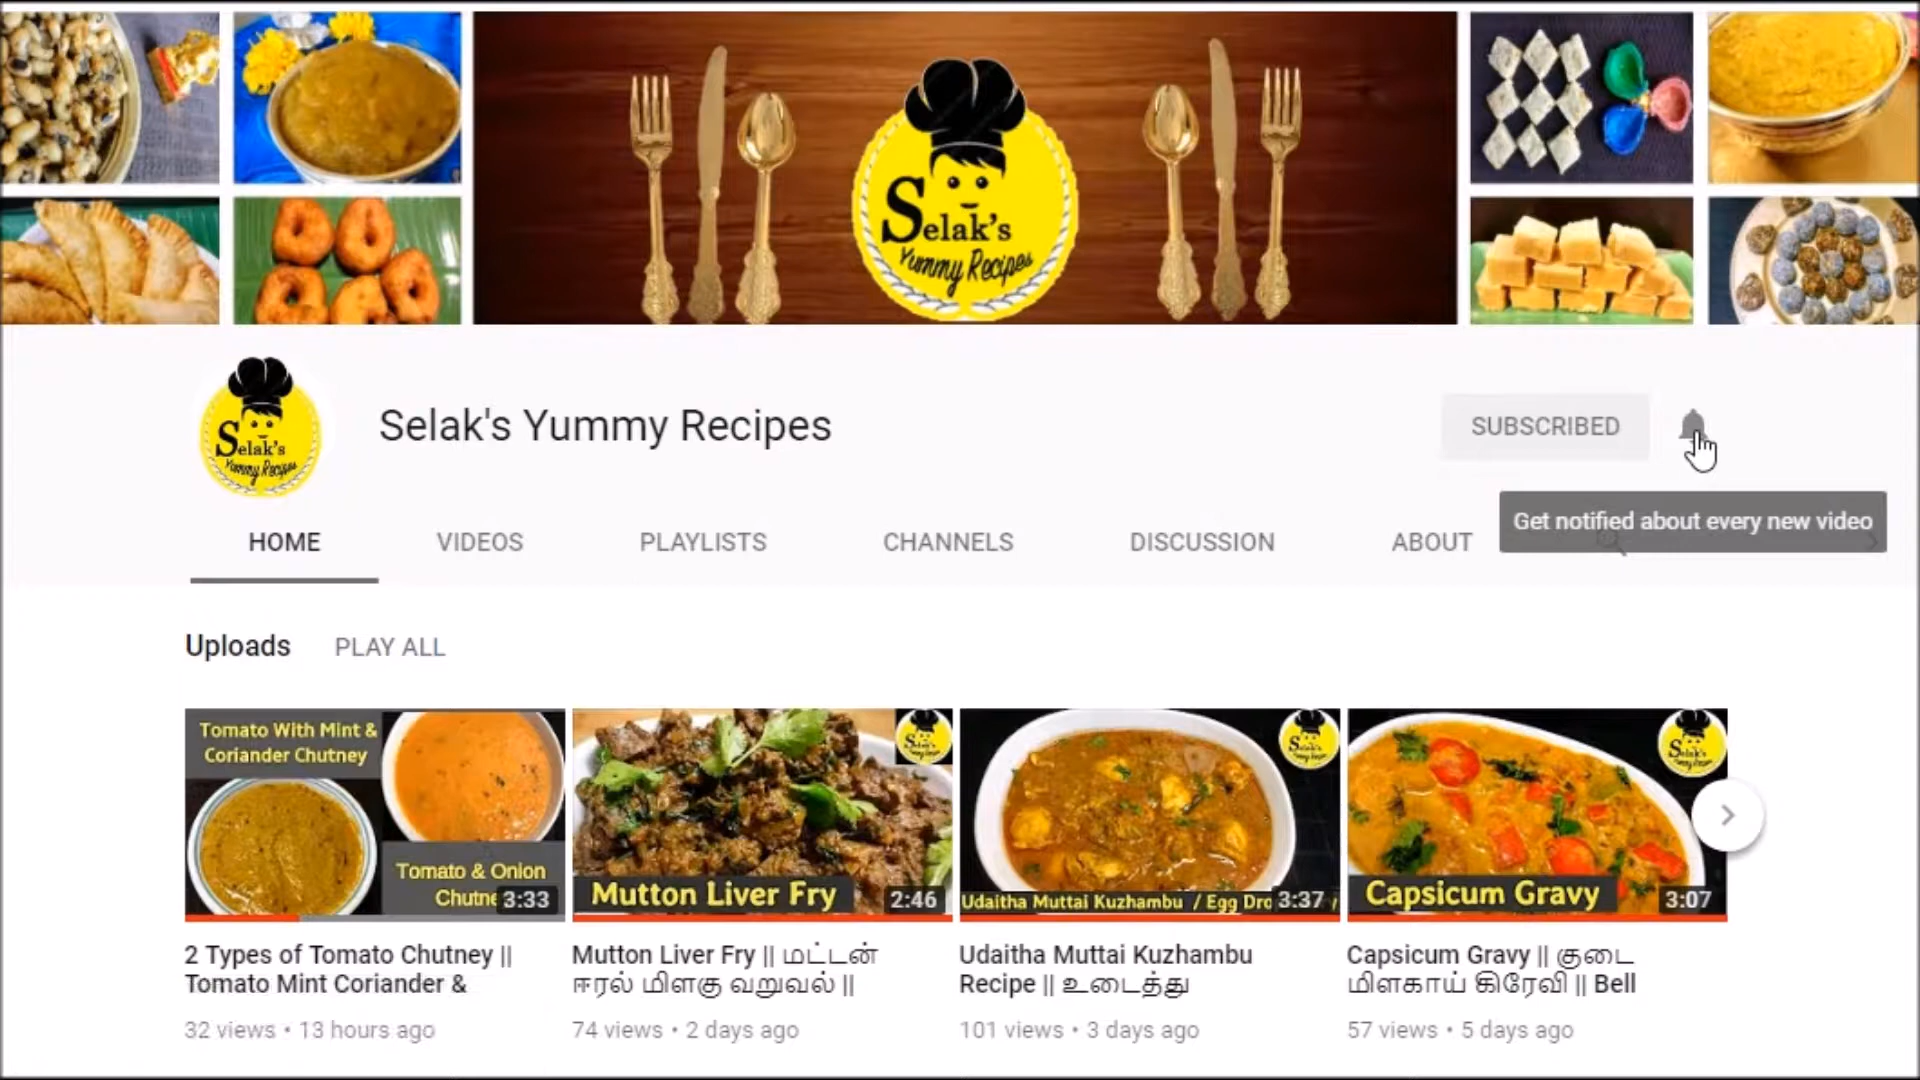 Selak's
Yummy Recipes
Selak's
Yummy Recipes
Selak's Yummy Recipes
SUBSCRIBED
Get notified about every new video
HOME
VIDEOS
PLAYLISTS
CHANNELS
DISCUSSION
ABOUT
Uploads
PLAY ALL
Tomato With Mint &
Coriander Chutney
Tomato & Onion
3:33
Mutton Liver Fry
2:46
Udaitha Muttai Kuzhambu / Egg
3:37
Capsicum Gravy
3:07
2 Types of Tomato Chutney ||
Tomato Mint Coriander &
32 views • 13 hours ago
Mutton Liver Fry || மட்டன்
ஈரல் மிளகு வறுவல் ||
74 views • 2 days ago
Udaitha Muttai Kuzhambu
Recipe || உடைத்து
101 views • 3 days ago
Capsicum Gravy || குடை
மிளகாய் கிரேவி || Bell
57 views • 5 days ago